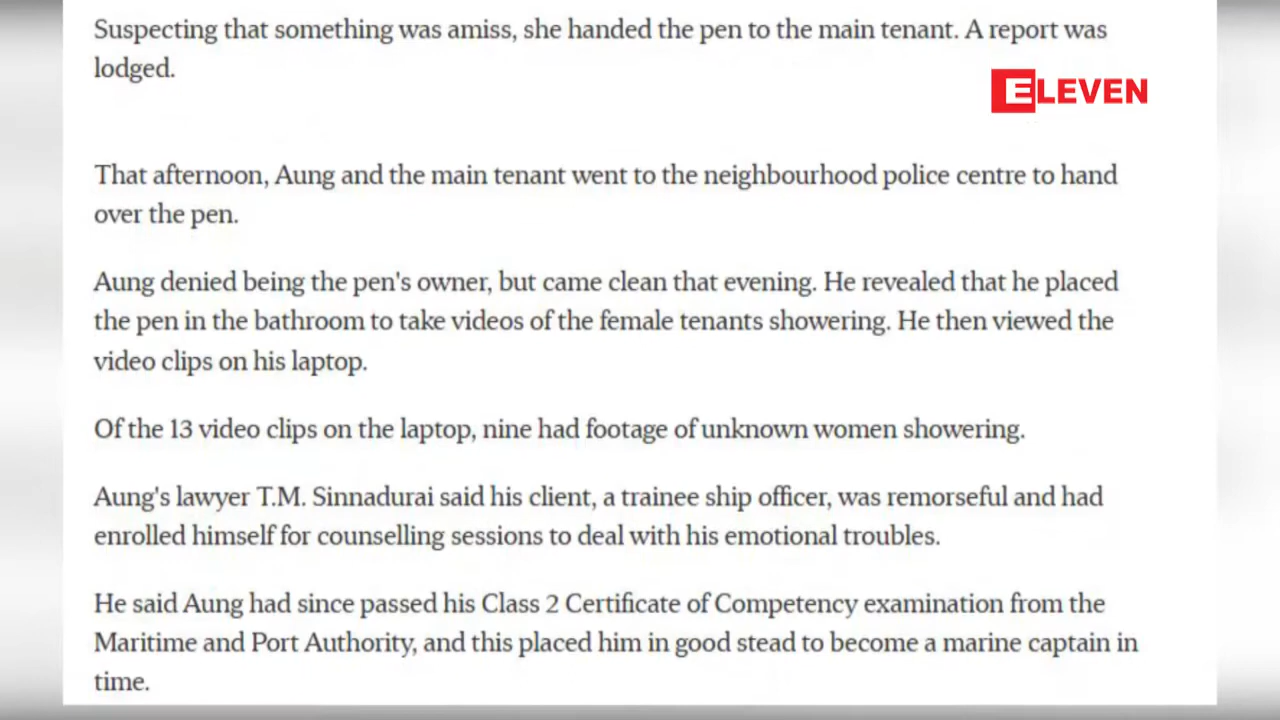 Suspecting that something was amiss, she handed the pen to the main tenant. A report was
lodged.
ELEVEN
That afternoon, Aung and the main tenant went to the neighbourhood police centre to hand
over the pen.
Aung denied being the pen's owner, but came clean that evening. He revealed that he placed
the pen in the bathroom to take videos of the female tenants showering. He then viewed the
video clips on his laptop.
Of the 13 video clips on the laptop, nine had footage of unknown women showering.
Aung's lawyer T.M. Sinnadurai said his client, a trainee ship officer, was remorseful and had
enrolled himself for counselling sessions to deal with his emotional troubles.
He said Aung had since passed his Class 2 Certificate of Competency examination from the
Maritime and Port Authority, and this placed him in good stead to become a marine captain in
time.